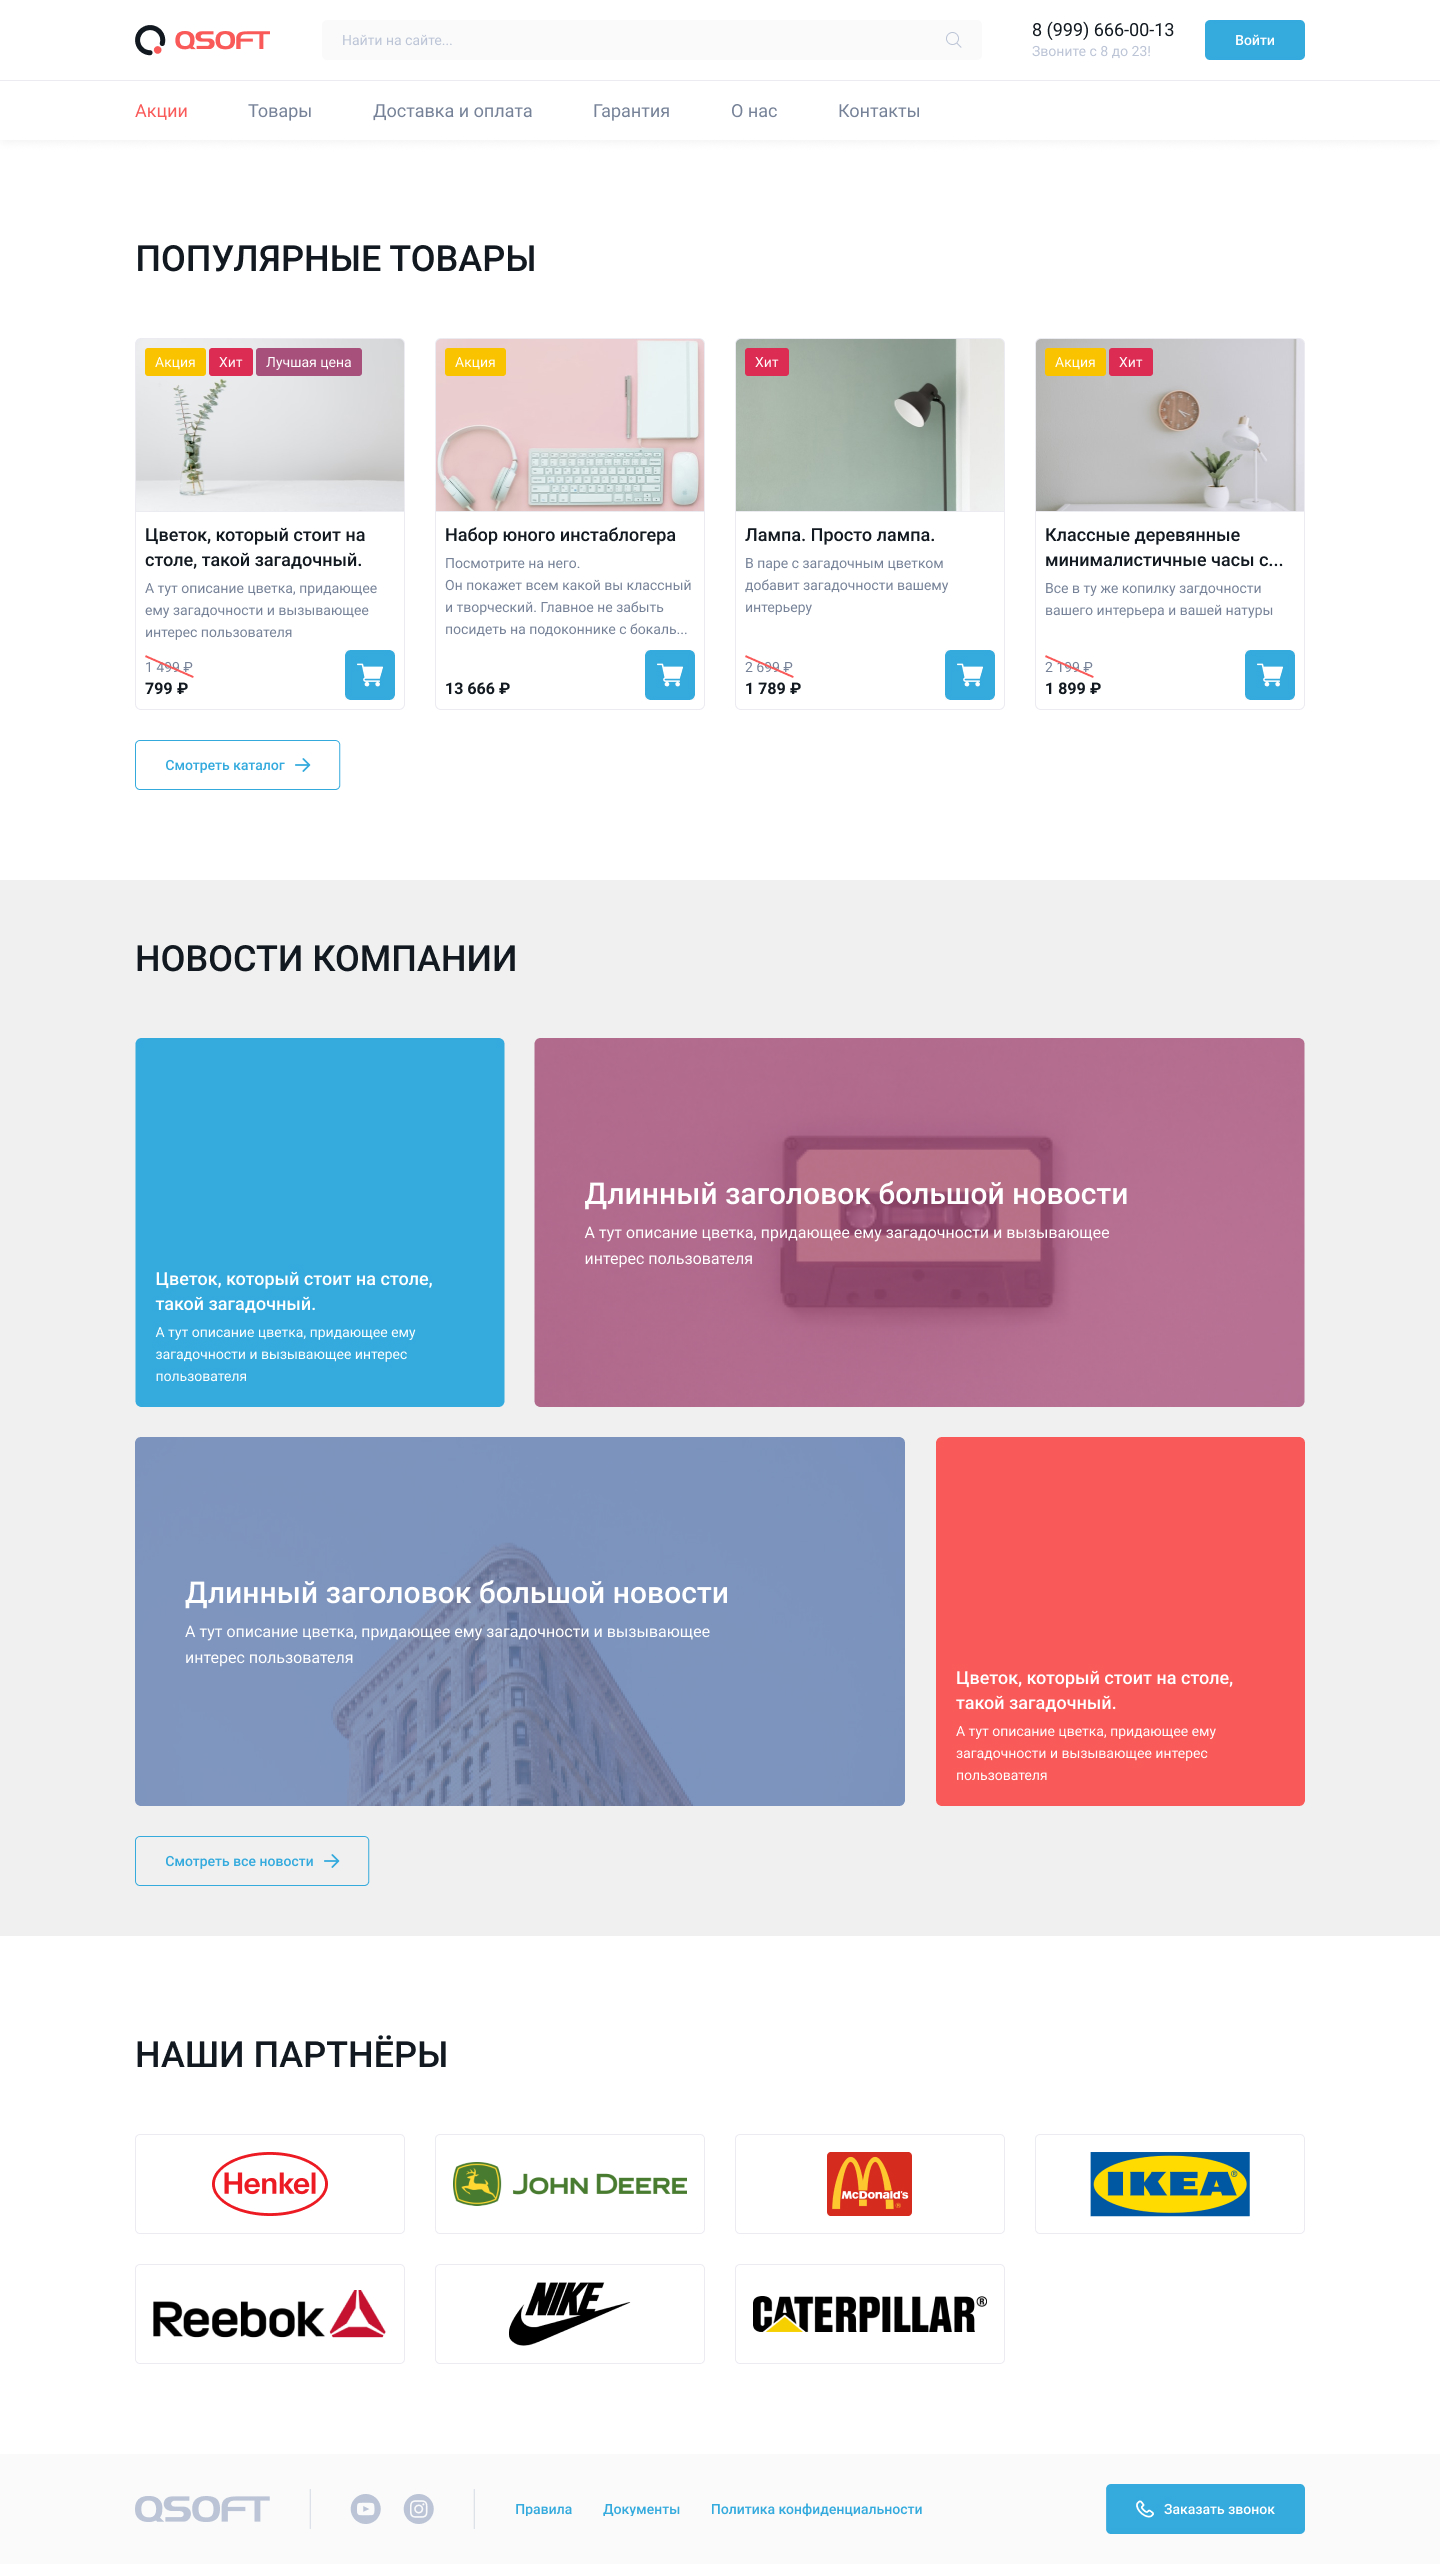 QSOFT
Найти на сайте...
8 (999) 666-00-13
Звоните с 8 до 23!
Войти
Акции
Товары
Доставка и оплата
Гарантия
О нас
Контакты
ПОПУЛЯРНЫЕ ТОВАРЫ
Акция
Хит
Лучшая цена
Цветок, который стоит на
столе, такой загадочный.
А тут описание цветка, придающее
ему загадочности и вызывающее
интерес пользователя
1 499 ₽
799 ₽
Акция
Набор юного инстаблогера
Посмотрите на него.
Он покажет всем какой вы классный
и творческий. Главное не забыть
посидеть на подоконнике с бокаль...
13 666 ₽
Хит
Лампа. Просто лампа.
В паре с загадочным цветком
добавит загадочности вашему
интерьеру
2 699 ₽
1 789 ₽
Акция
Хит
Классные деревянные
минималистичные часы с...
Все в ту же копилку загдочности
вашего интерьера и вашей натуры
2 199 ₽
1 899 ₽
Смотреть каталог
НОВОСТИ КОМПАНИИ
Цветок, который стоит на столе,
такой загадочный.
А тут описание цветка, придающее ему
загадочности и вызывающее интерес
пользователя
Длинный заголовок большой новости
А тут описание цветка, придающее ему загадочности и вызывающее
интерес пользователя
Длинный заголовок большой новости
А тут описание цветка, придающее ему загадочности и вызывающее
интерес пользователя
Цветок, который стоит на столе,
такой загадочный.
А тут описание цветка, придающее ему
загадочности и вызывающее интерес
пользователя
Смотреть все новости
НАШИ ПАРТНЁРЫ
Henkel
JOHN DEERE
McDonald's ®
IKEA ®
Reebok
NIKE
CATERPILLAR®
QSOFT
Правила
Документы
Политика конфиденциальности
Заказать звонок